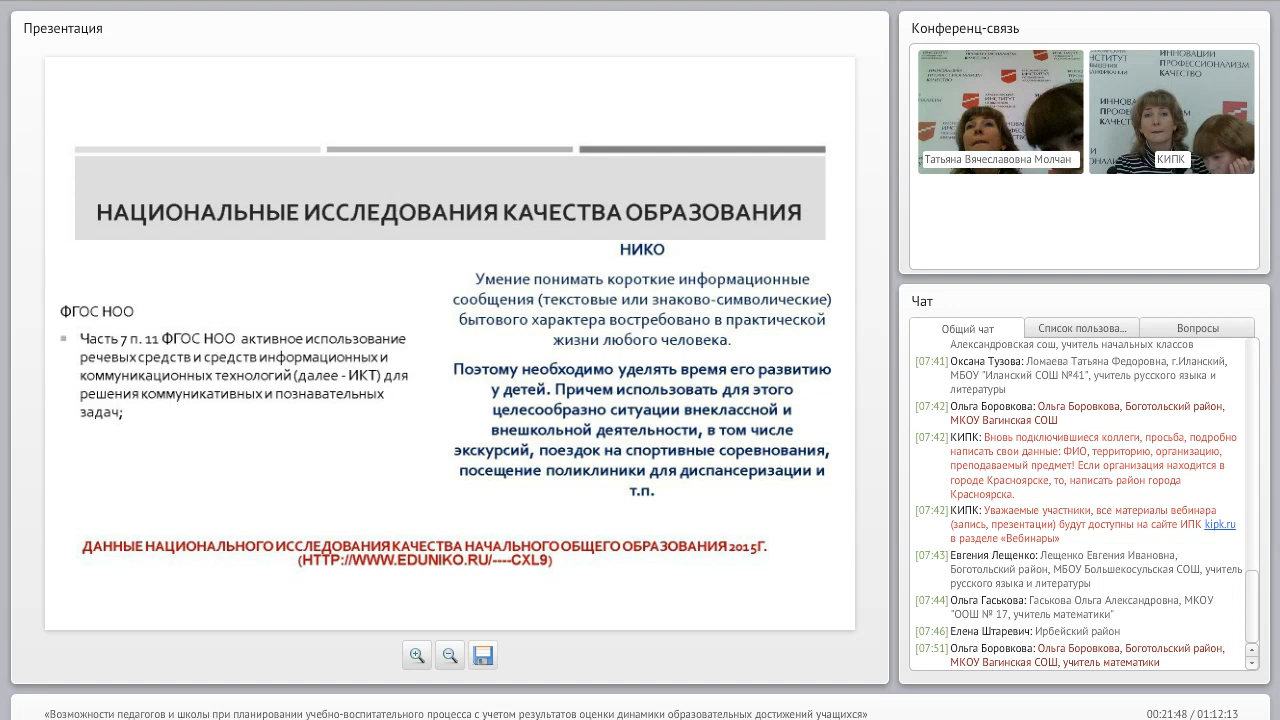 Презентация
НАЦИОНАЛЬНЫЕ ИССЛЕДОВАНИЯ КАЧЕСТВА ОБРАЗОВАНИЯ
ФГОС НОО
Часть 7 п. 11 ФГОС НОО активное использование
речевых средств и средств информационных и
коммуникационных технологий (далее - ИКТ) для
решения коммуникативных и познавательных
задач;
НИКО
Умение понимать короткие информационные
сообщения (текстовые или знаково-символические)
бытового характера востребовано в практической
жизни любого человека.
Поэтому необходимо уделять время его развитию
у детей. Причем использовать для этого
целесообразно ситуации внеклассной и
внешкольной деятельности, в том числе
экскурсий, поездок на спортивные соревнования,
посещение поликлиники для диспансеризации и
т.п.
ДАННЫЕ НАЦИОНАЛЬНОГО ИССЛЕДОВАНИЯ КАЧЕСТВА НАЧАЛЬНОГО ОБЩЕГО ОБРАЗОВАНИЯ 2015Г.
(HTTP://WWW.EDUNIKO.RU/----CXL9)
Конференц-связь
Татьяна Вячеславовна Молчан
КИПК
Чат
Общий чат
Список пользова...
Вопросы
Александровская сош, учитель начальных классов
[07:41] Оксана Тузова: Ломаева Татьяна Федоровна, г.Иланский,
МБОУ "Иланский СОШ №41", учитель русского языка и
литературы
[07:42] Ольга Боровкова: Ольга Боровкова, Боготольский район,
МКОУ Вагинская СОШ
[07:42] КИПК: Вновь подключившиеся коллеги, просьба, подробно
написать свои данные: ФИО, территорию, организацию,
преподаваемый предмет! Если организация находится в
городе Красноярске, то, написать район города
Красноярска.
[07:42] КИПК: Уважаемые участники, все материалы вебинара
(запись, презентации) будут доступны на сайте ИПК kipk.ru
в разделе «Вебинары»
[07:43] Евгения Лещенко: Лещенко Евгения Ивановна,
Боготольский район, МБОУ Большекосульская СОШ, учитель
русского языка и литературы
[07:44] Ольга Гаськова: Гаськова Ольга Александровна, МКОУ
"ООШ № 17, учитель математики"
[07:46] Елена Штаревич: Ирбейский район
[07:51] Ольга Боровкова: Ольга Боровкова, Боготольский район,
МКОУ Вагинская СОШ, учитель математики
«Возможности педагогов и школы при планировании учебно-воспитательного процесса с учетом результатов оценки динамики образовательных достижений учащихся»
00:21:48 / 01:12:13